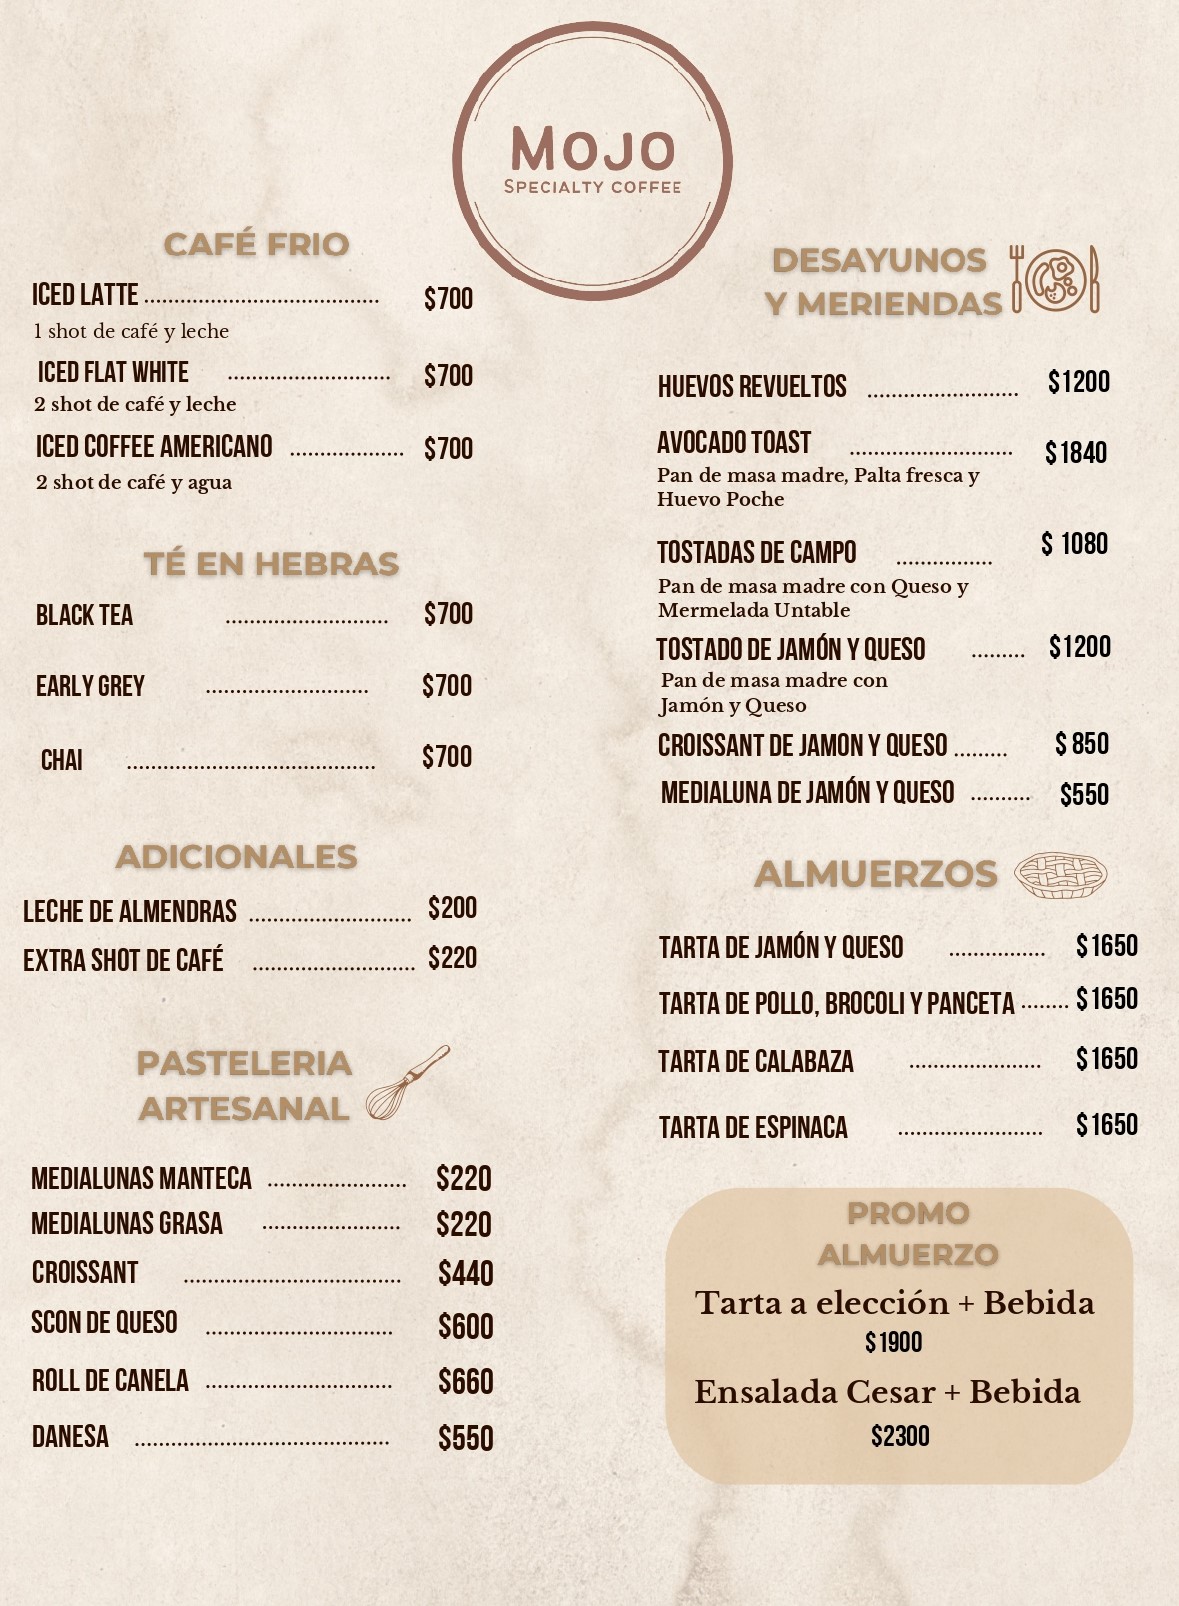 MOJO
SPECIALTY COFFEE
CAFÉ FRIO
ICED LATTE ....................................... $700
1 shot de café y leche
ICED FLAT WHITE ........................... $700
2 shot de café y leche
ICED COFFEE AMERICANO ................... $700
2 shot de café y agua
TÉ EN HEBRAS
BLACK TEA ........................... $700
EARLY GREY ........................... $700
CHAI ......................................... $700
ADICIONALES
LECHE DE ALMENDRAS ........................... $200
EXTRA SHOT DE CAFÉ ........................... $220
PASTELERIA
ARTESANAL
MEDIALUNAS MANTECA ....................... $220
MEDIALUNAS GRASA ....................... $220
CROISSANT .................................... $440
SCON DE QUESO ............................... $600
ROLL DE CANELA ............................... $660
DANESA .......................................... $550
DESAYUNOS
Y MERIENDAS
HUEVOS REVUELTOS ......................... $1200
AVOCADO TOAST ........................... $1840
Pan de masa madre, Palta fresca y
Huevo Poche
TOSTADAS DE CAMPO ................ $ 1080
Pan de masa madre con Queso y
Mermelada Untable
TOSTADO DE JAMÓN Y QUESO ......... $1200
Pan de masa madre con
Jamón y Queso
CROISSANT DE JAMON Y QUESO ......... $ 850
MEDIALUNA DE JAMÓN Y QUESO .......... $550
ALMUERZOS
TARTA DE JAMÓN Y QUESO ................ $1650
TARTA DE POLLO, BROCOLI Y PANCETA ........ $1650
TARTA DE CALABAZA ...................... $1650
TARTA DE ESPINACA ........................ $1650
PROMO
ALMUERZO
Tarta a elección + Bebida
$1900
Ensalada Cesar + Bebida
$2300